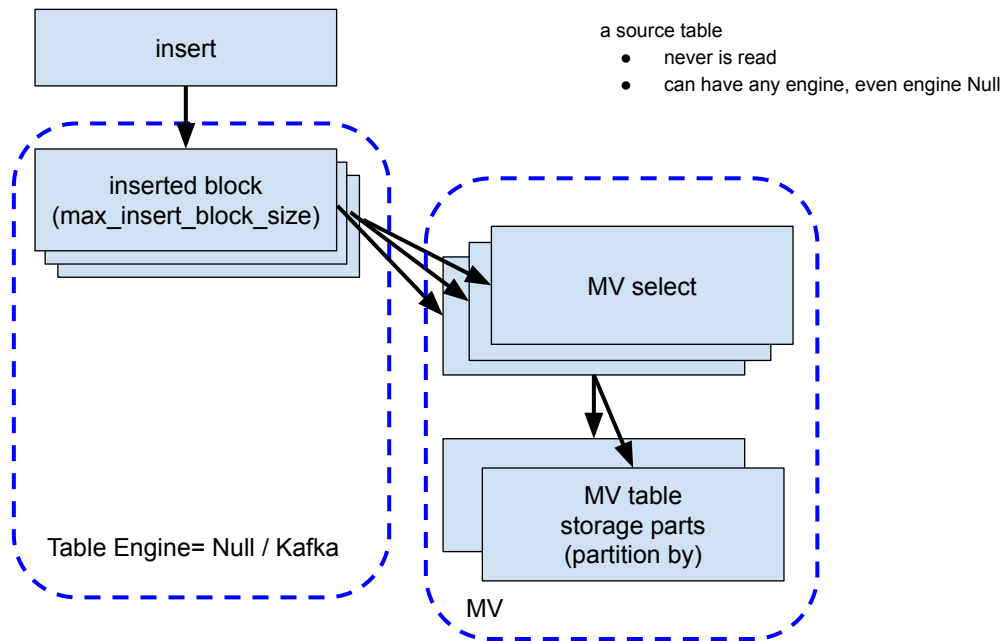 insert
a source table
● never is read
● can have any engine, even engine Null
inserted block
(max_insert_block_size)
MV select
MV table
storage parts
(partition by)
Table Engine= Null / Kafka
MV